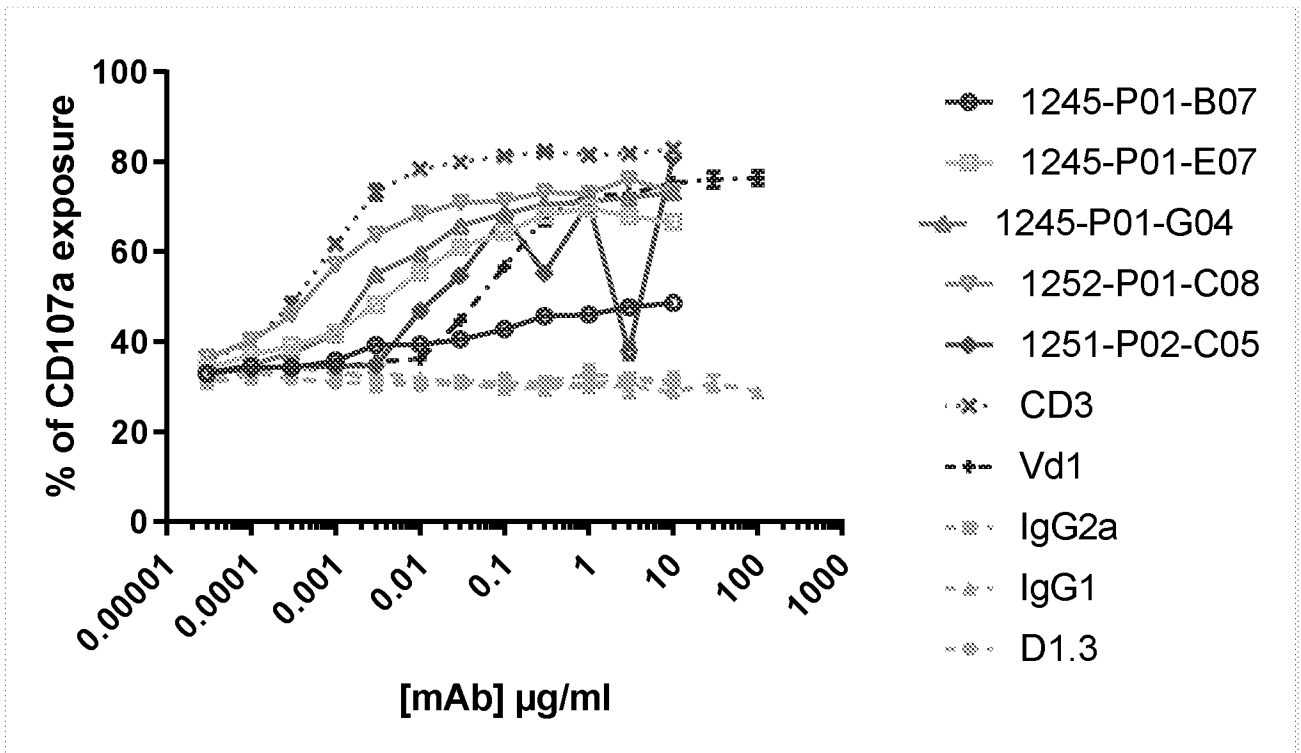 % of CD107a exposure
100
80
60
40
20
0
0.00001
0.0001
0.001
0.01
0.1
1
10
100
1000
[mAb] µg/ml
1245-P01-B07
1245-P01-E07
1245-P01-G04
1252-P01-C08
1251-P02-C05
CD3
Vd1
IgG2a
IgG1
D1.3